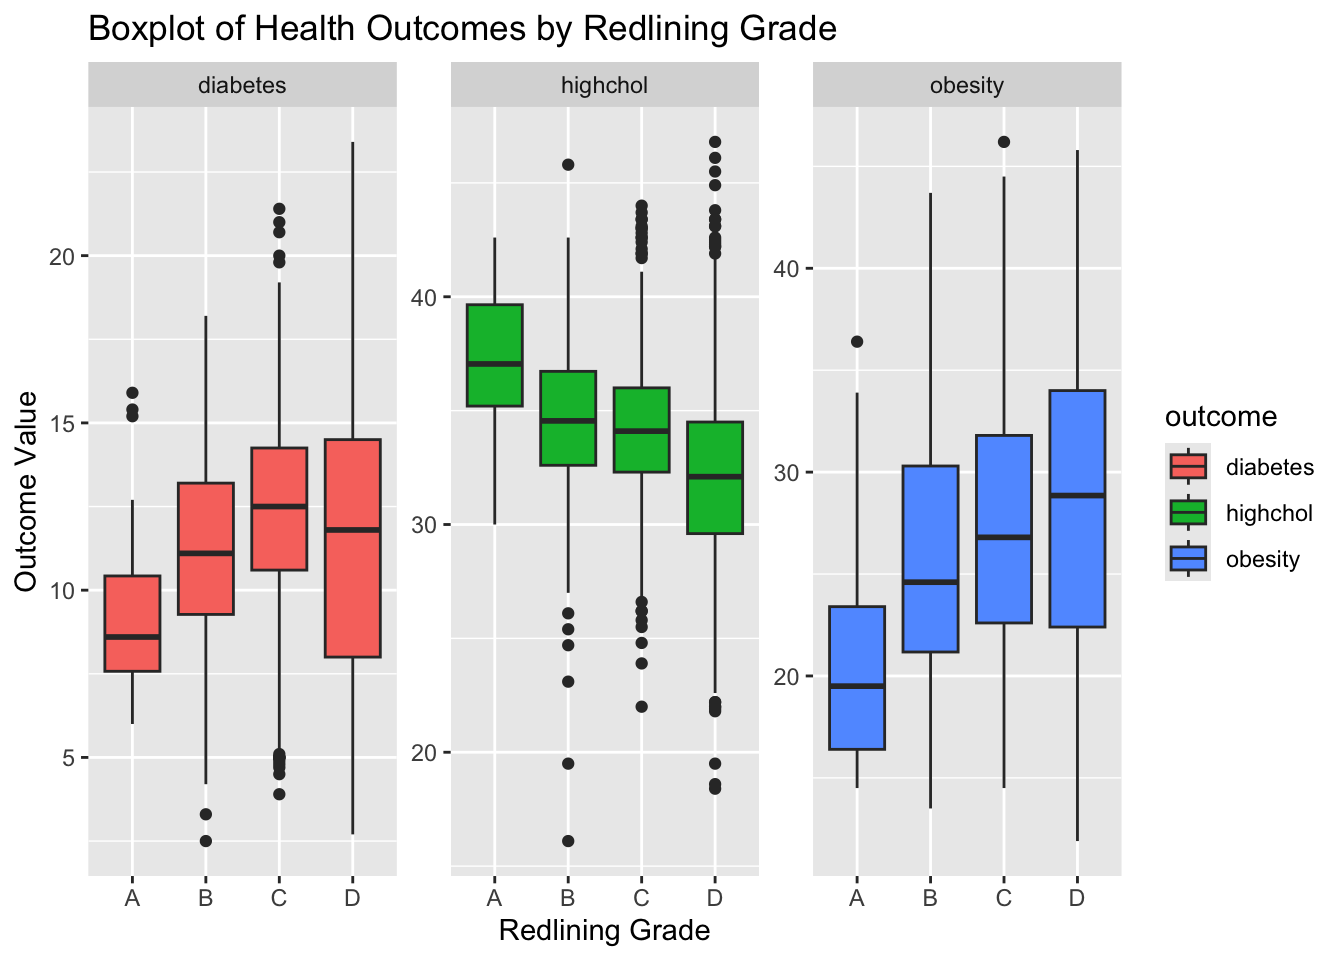 Boxplot of Health Outcomes by Redlining Grade
diabetes
highchol
obesity
Outcome Value
20
15
10
5
40
30
20
40
30
20
A B C D
A B C D
A B C D
Redlining Grade
outcome
diabetes
highchol
obesity